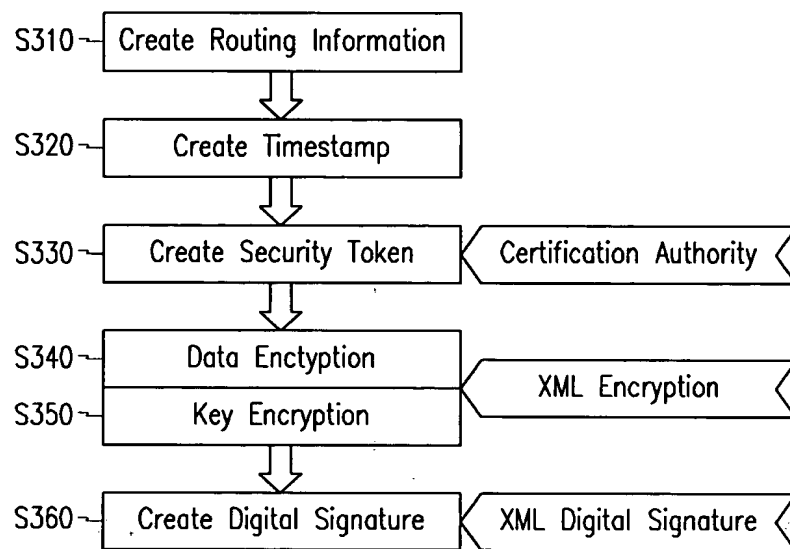 S310 Create Routing Information
S320 Create Timestamp
S330 Create Security Token Certification Authority
S340 Data Enctyption
XML Encryption
S350 Key Encryption
S360 Create Digital Signature XML Digital Signature